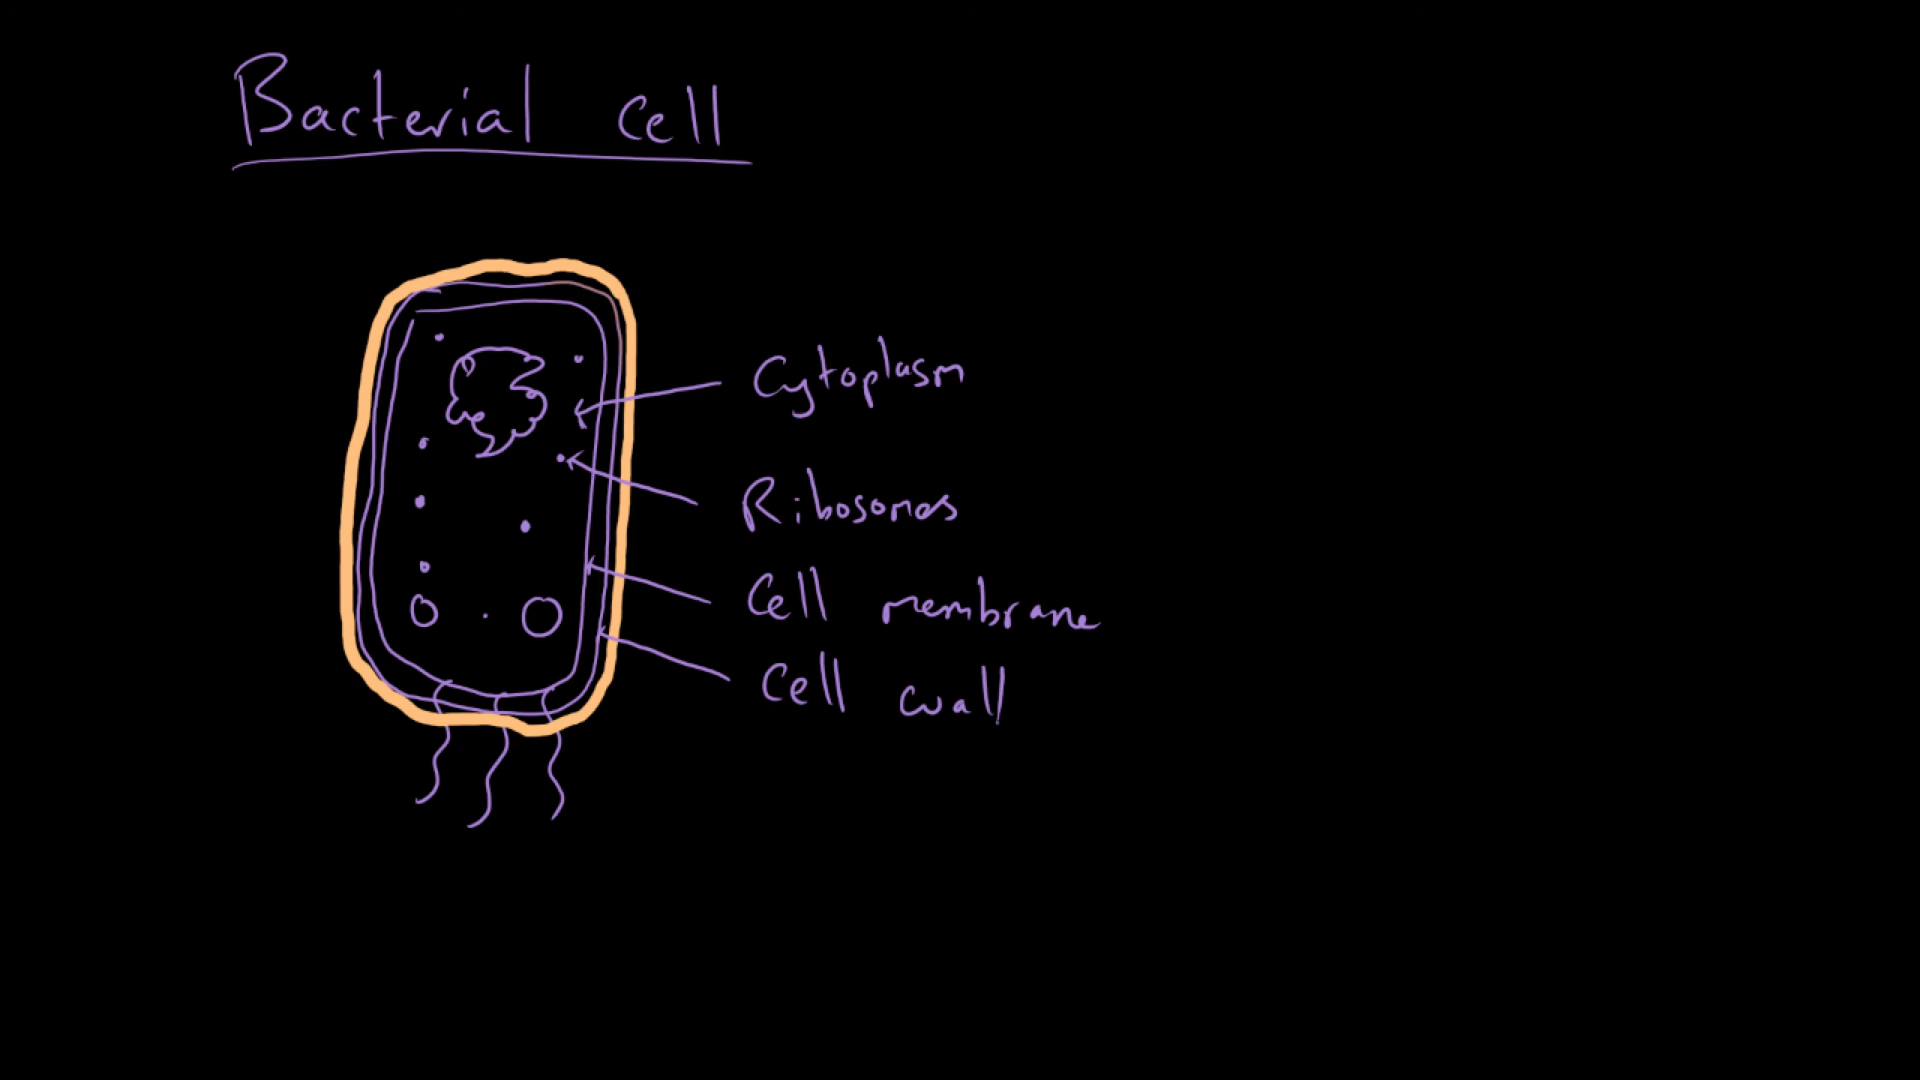 Bacterial cell
Cytoplasm
Ribosomes
Cell membrane
Cell wall